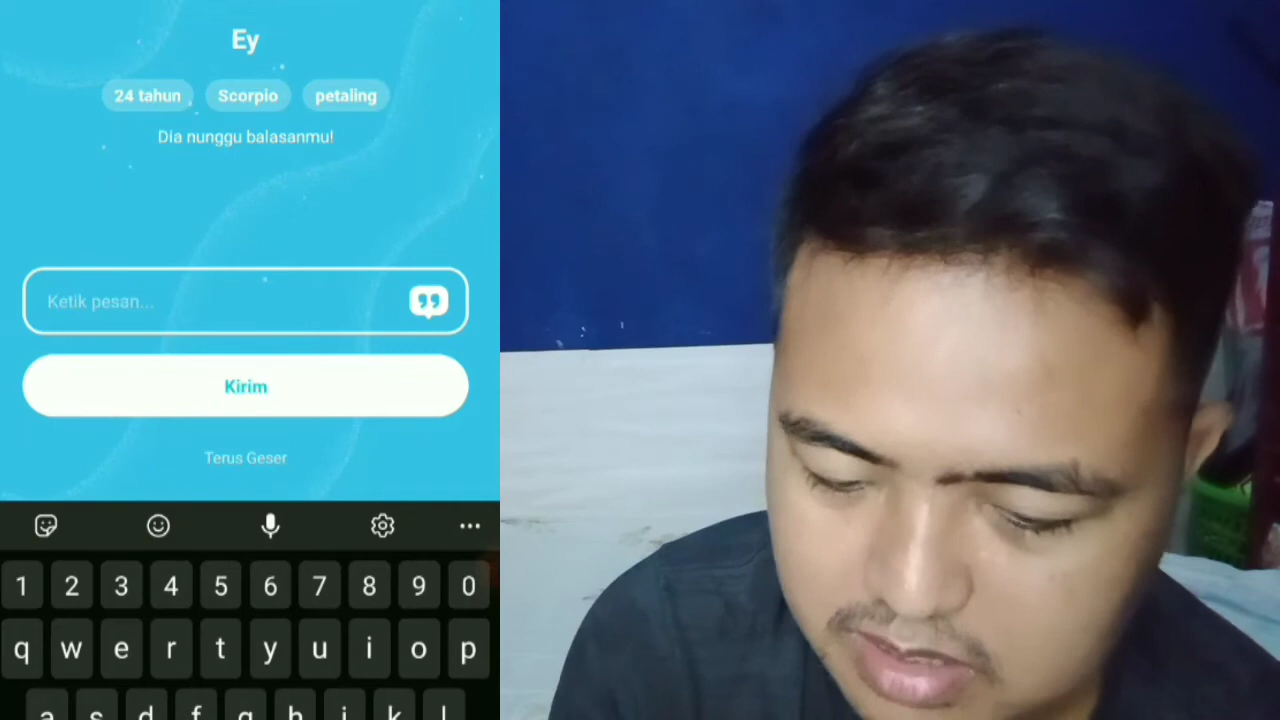 Ey
24 tahun Scorpio petaling
Dia nunggu balasanmu!
Ketik pesan...
Kirim
Terus Geser
1 2 3 4 5 6 7 8 9 0
q w e r t y u i o p
a s d f g h j k l